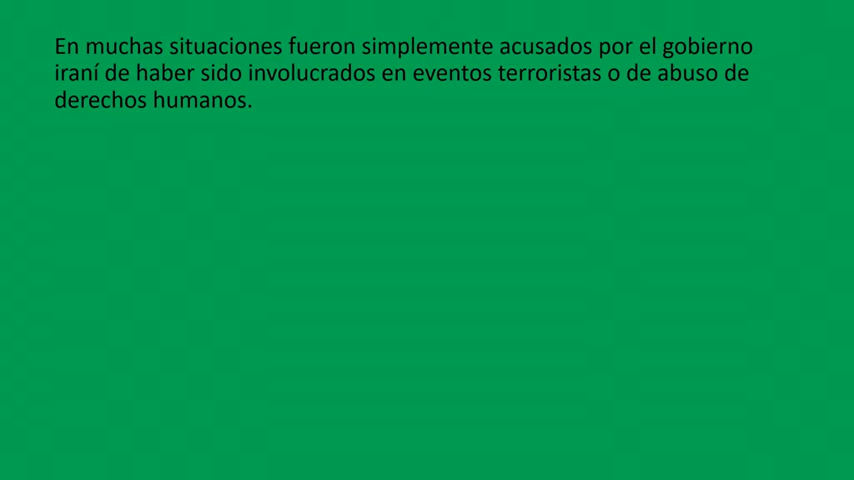 En muchas situaciones fueron simplemente acusados por el gobierno
iraní de haber sido involucrados en eventos terroristas o de abuso de
derechos humanos.